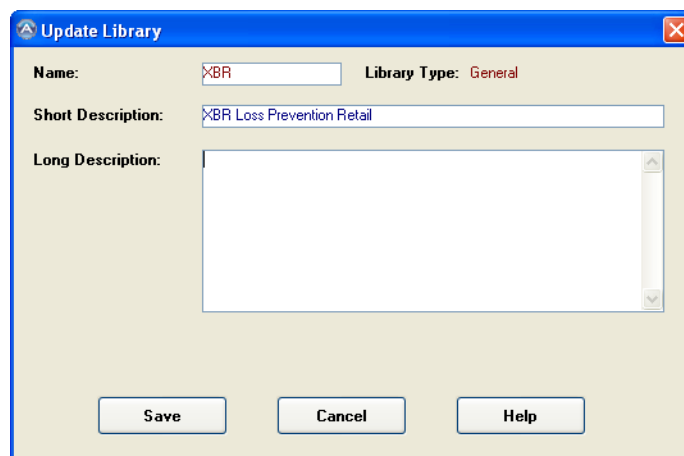 Update Library
Name: XBR Library Type: General
Short Description: XBR Loss Prevention Retail
Long Description:
Save Cancel Help